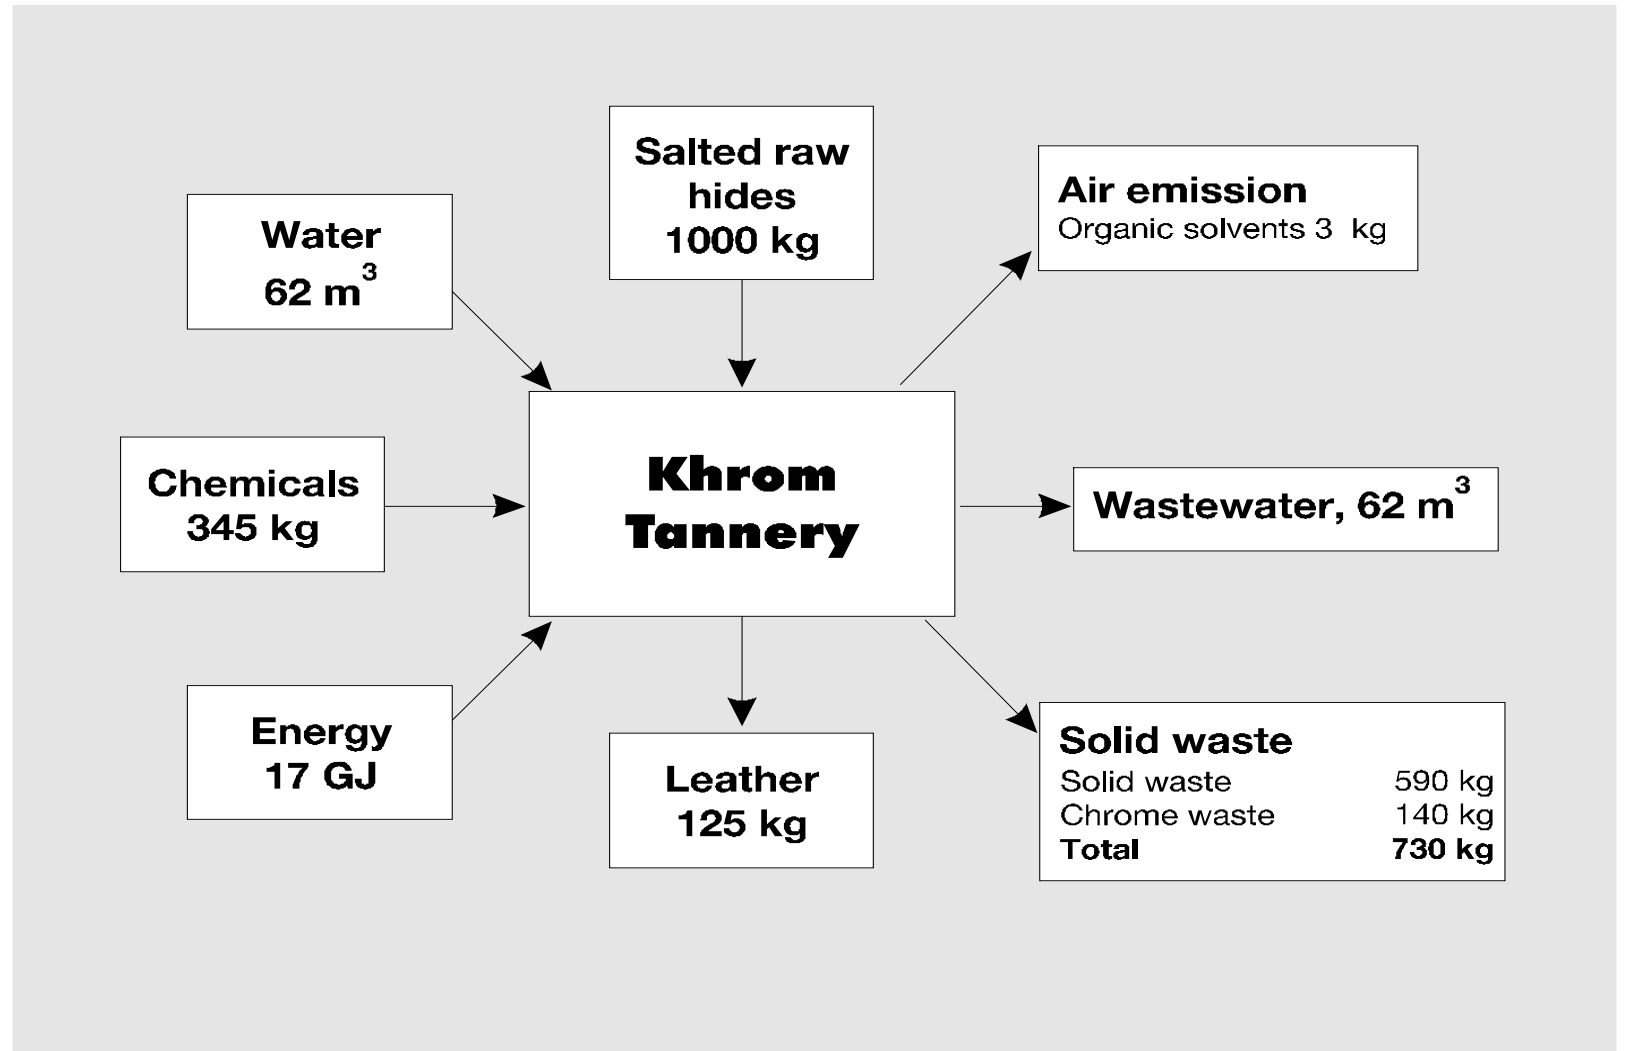 Salted raw
hides
1000 kg
Air emission
Organic solvents 3 kg
Water
62 m³
Chemicals
345 kg
Khrom
Tannery
Wastewater, 62 m³
Energy
17 GJ
Leather
125 kg
Solid waste
Solid waste 590 kg
Chrome waste 140 kg
Total 730 kg